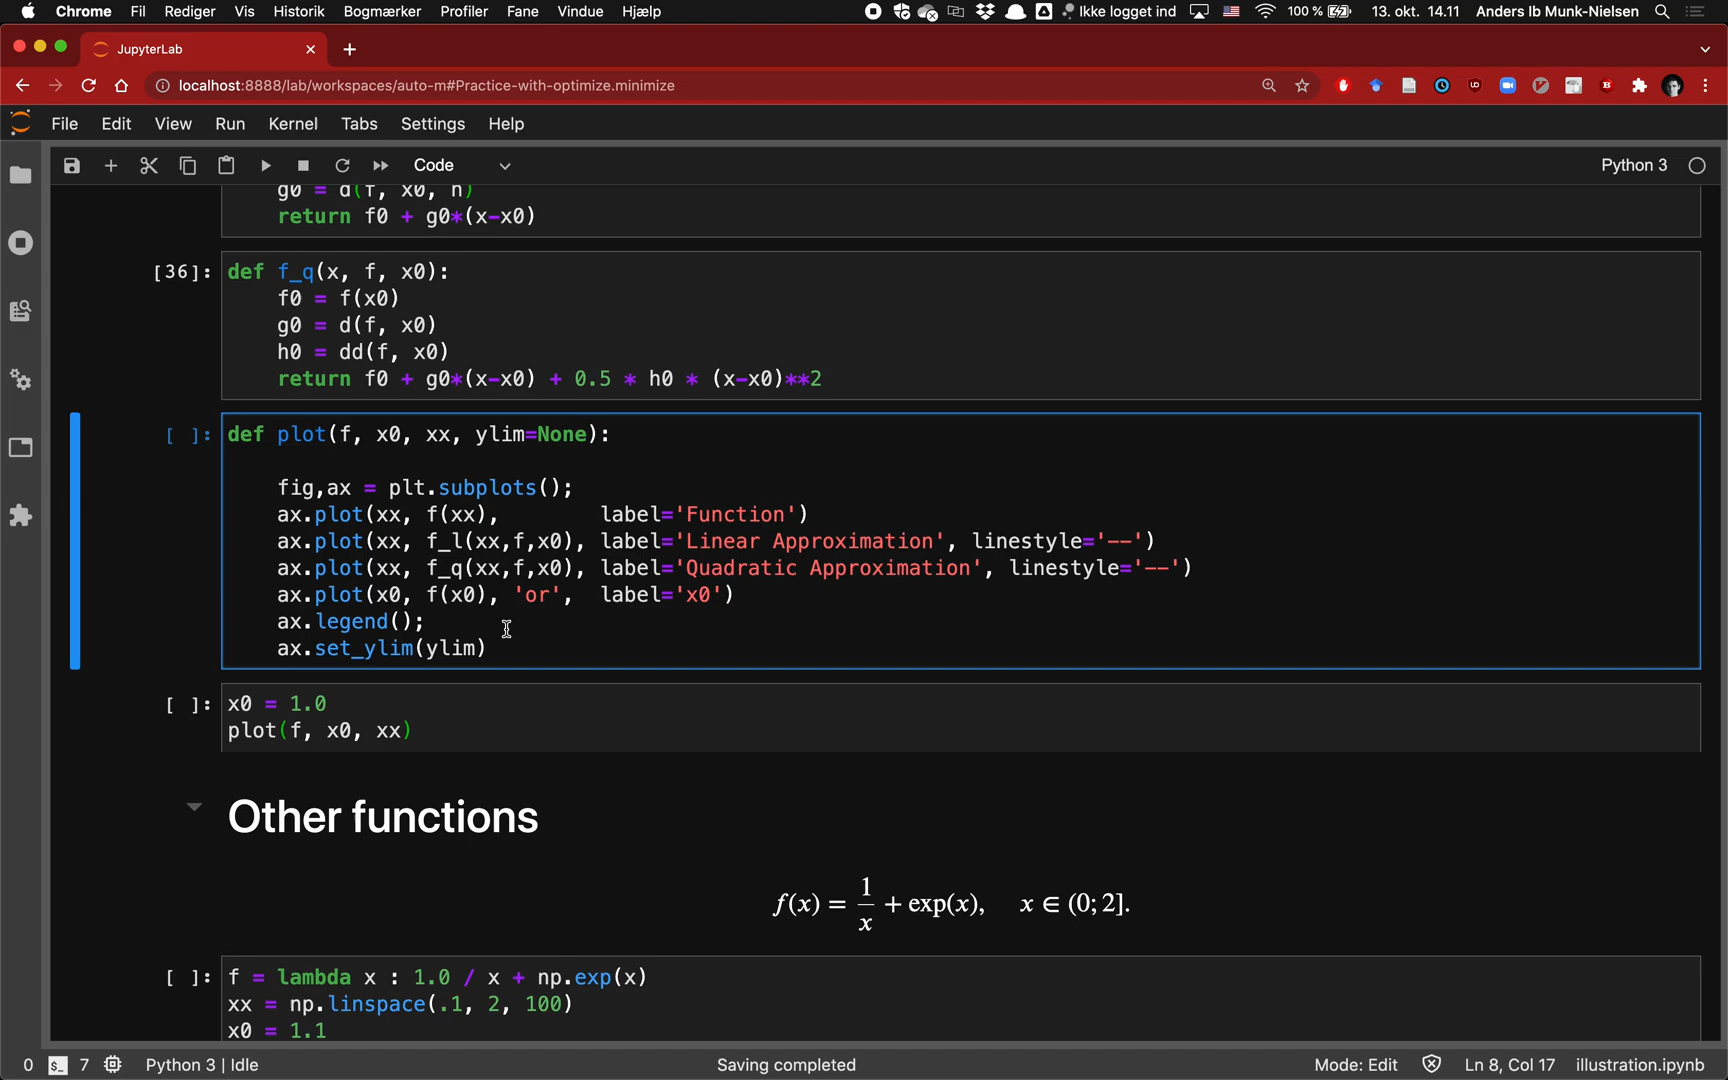 Chrome Fil Rediger Vis Historik Bogmærker Profiler Fane Vindue Hjælp Ikke logget ind 100 % 13. okt. 14.11 Anders Ib Munk-Nielsen
JupyterLab
localhost:8888/lab/workspaces/auto-m#Practice-with-optimize.minimize
File Edit View Run Kernel Tabs Settings Help
Code Python 3
g0 = d(f, x0, h)
return f0 + g0*(x-x0)
[36]: def f_q(x, f, x0):
f0 = f(x0)
g0 = d(f, x0)
h0 = dd(f, x0)
return f0 + g0*(x-x0) + 0.5 * h0 * (x-x0)**2
[ ]: def plot(f, x0, xx, ylim=None):
fig,ax = plt.subplots();
ax.plot(xx, f(xx), label='Function')
ax.plot(xx, f_l(xx,f,x0), label='Linear Approximation', linestyle='--')
ax.plot(xx, f_q(xx,f,x0), label='Quadratic Approximation', linestyle='--')
ax.plot(x0, f(x0), 'or', label='x0')
ax.legend();
ax.set_ylim(ylim)
[ ]: x0 = 1.0
plot(f, x0, xx)
Other functions
f(x) = 1/x + exp(x), x ∈ (0; 2].
[ ]: f = lambda x : 1.0 / x + np.exp(x)
xx = np.linspace(.1, 2, 100)
x0 = 1.1
0 $_ 7 Python 3 | Idle Saving completed Mode: Edit Ln 8, Col 17 illustration.ipynb